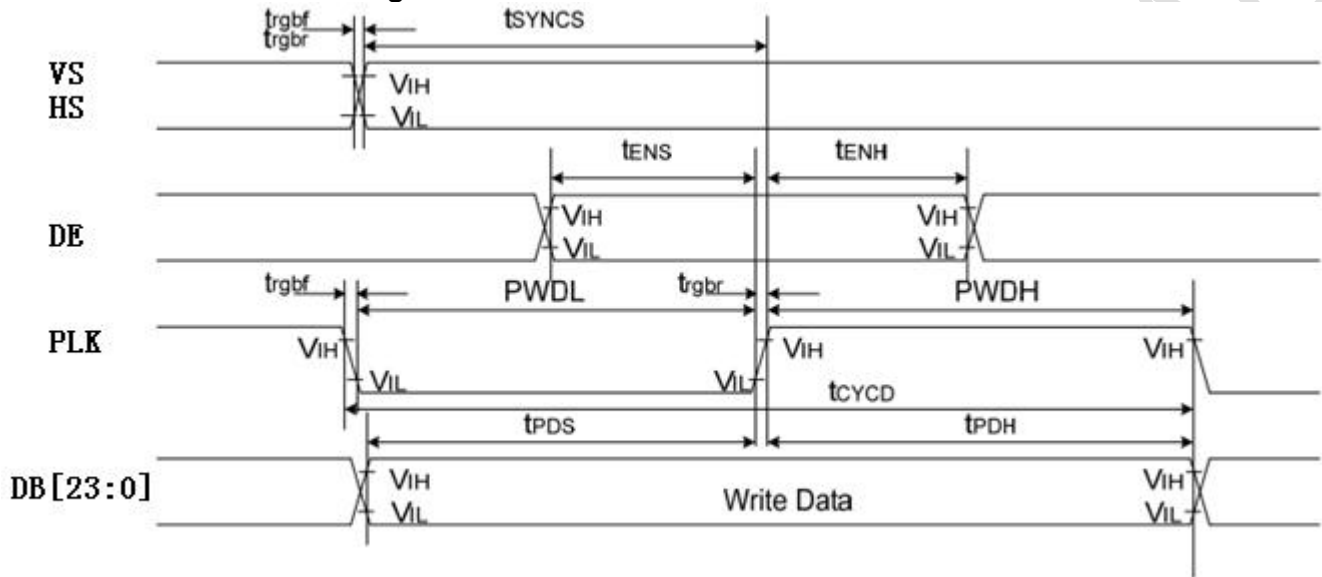 trgbf
trgbr
tSYNCS
VS
HS
VIH
VIL
tENS
tENH
DE
VIH
VIL
VIH
VIL
trgbf
PWDL
trgbr
PWDH
PLK
VIH
VIL
VIL
VIH
VIH
tCYCD
tPDS
tPDH
DB[23:0]
VIH
VIL
Write Data
VIH
VIL